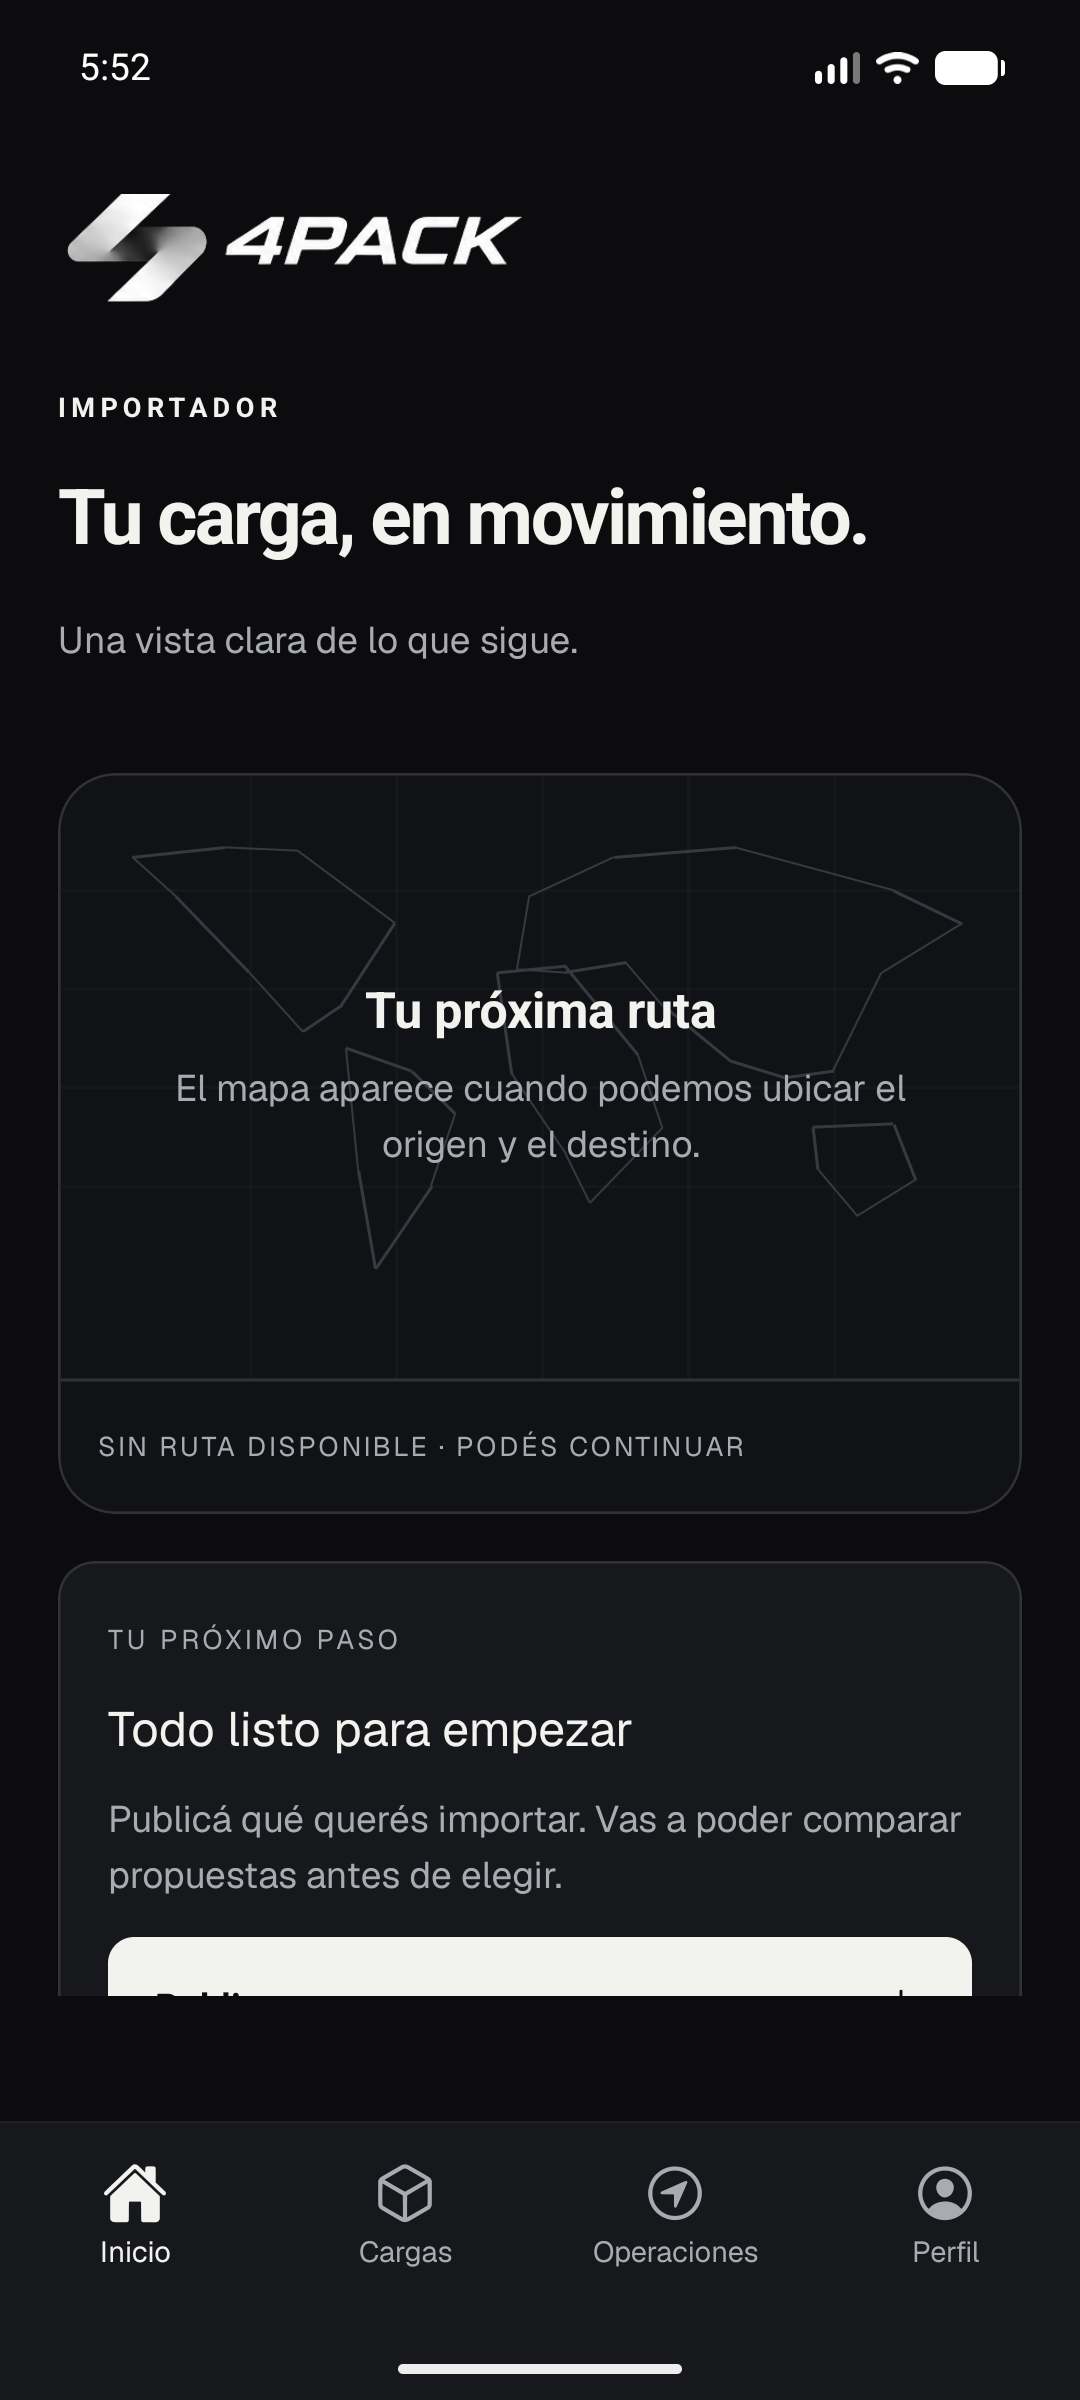 5:52
4PACK
IMPORTADOR
Tu carga, en movimiento.
Una vista clara de lo que sigue.
Tu próxima ruta
El mapa aparece cuando podemos ubicar el
origen y el destino.
SIN RUTA DISPONIBLE · PODÉS CONTINUAR
TU PRÓXIMO PASO
Todo listo para empezar
Publicá qué querés importar. Vas a poder comparar
propuestas antes de elegir.
Inicio
Cargas
Operaciones
Perfil